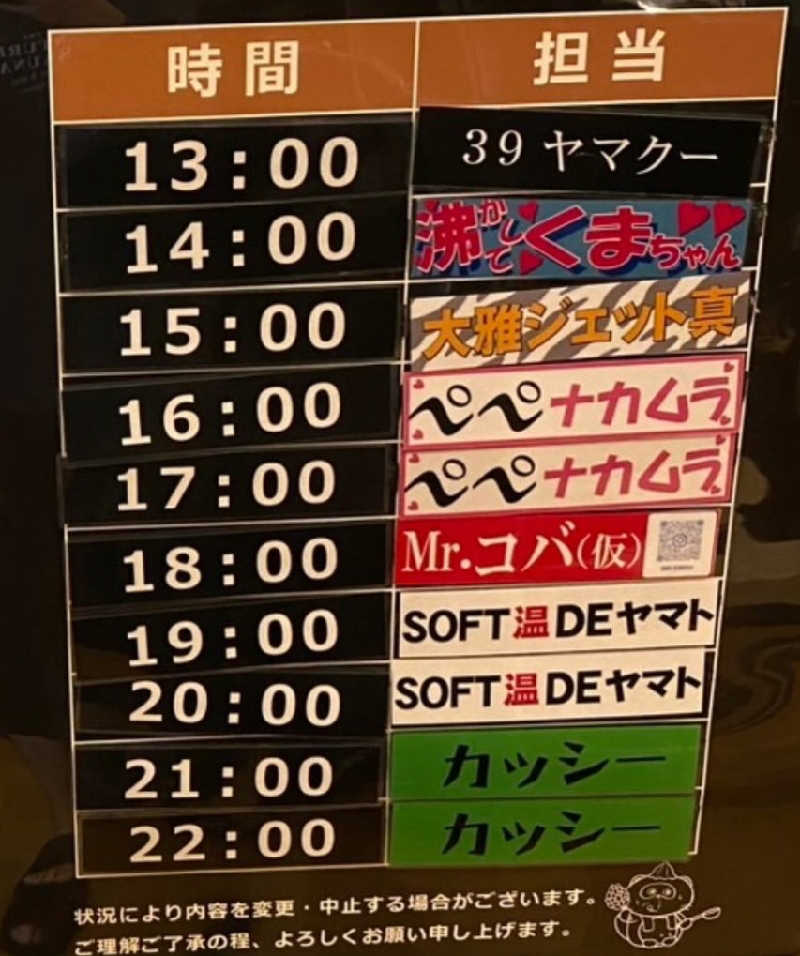 時間 担当
13:00 39 ヤマクー
14:00 沸かしてくまちゃん
15:00 大雅ジェット真
16:00 ペペナカムラ
17:00 ペペナカムラ
18:00 Mr.コバ(仮)
19:00 SOFT温DEヤマト
20:00 SOFT温DEヤマト
21:00 カッシー
22:00 カッシー
状況により内容を変更・中止する場合がございます。
ご理解ご了承の程、よろしくお願い申し上げます。